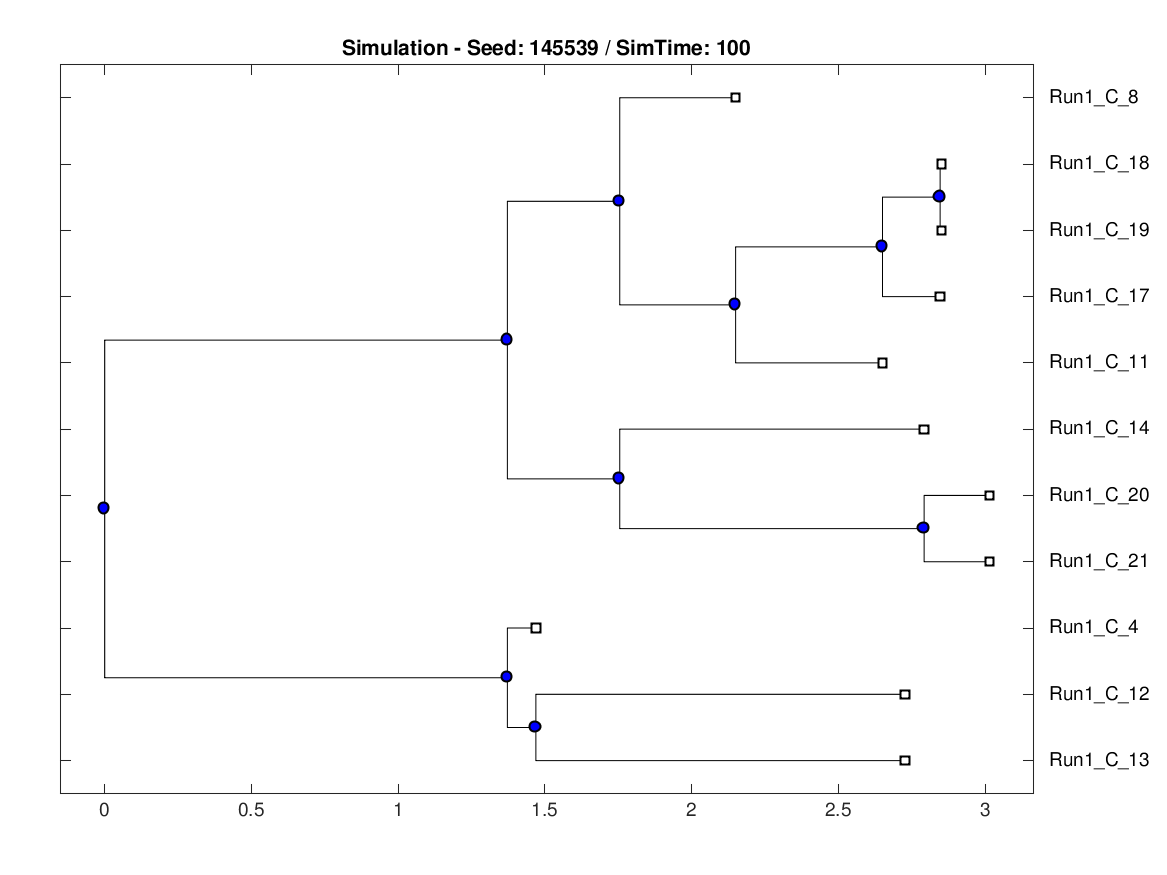 Simulation - Seed: 145539 / SimTime: 100
Run1_C_8
Run1_C_18
Run1_C_19
Run1_C_17
Run1_C_11
Run1_C_14
Run1_C_20
Run1_C_21
Run1_C_4
Run1_C_12
Run1_C_13
0 0.5 1 1.5 2 2.5 3